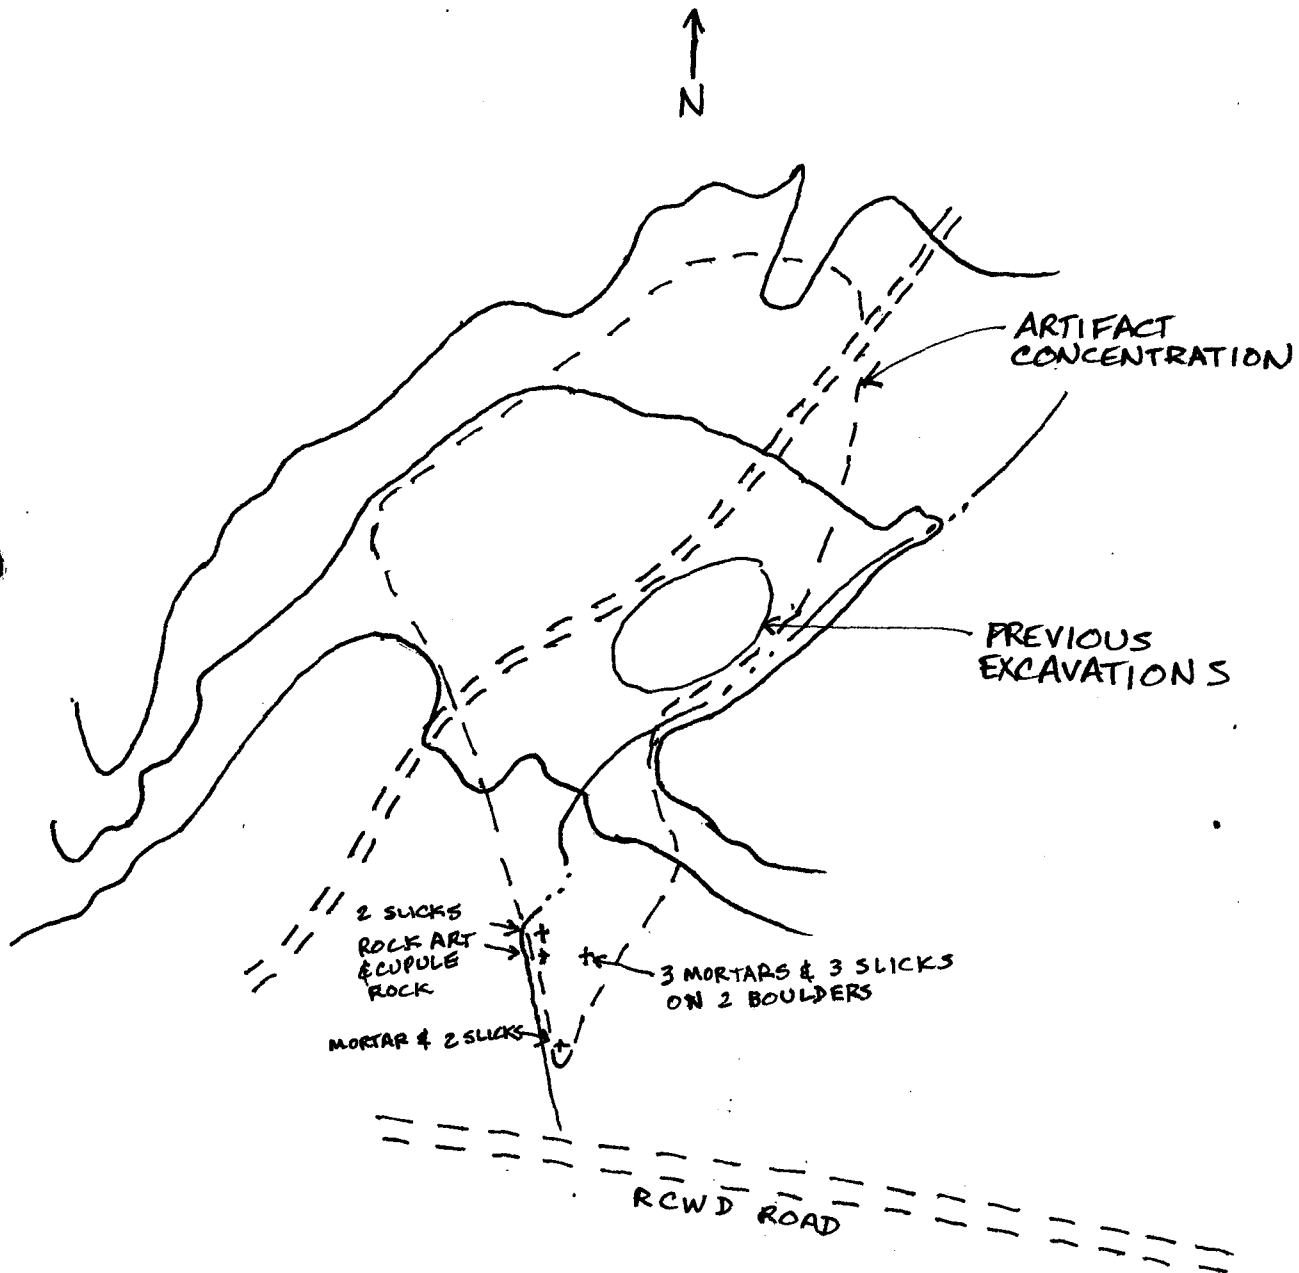 N
ARTIFACT
CONCENTRATION
PREVIOUS
EXCAVATIONS
2 SLICKS
ROCK ART
& CUPULE
ROCK
3 MORTARS & 3 SLICKS
ON 2 BOULDERS
MORTAR & 2 SLICKS
RCWD ROAD